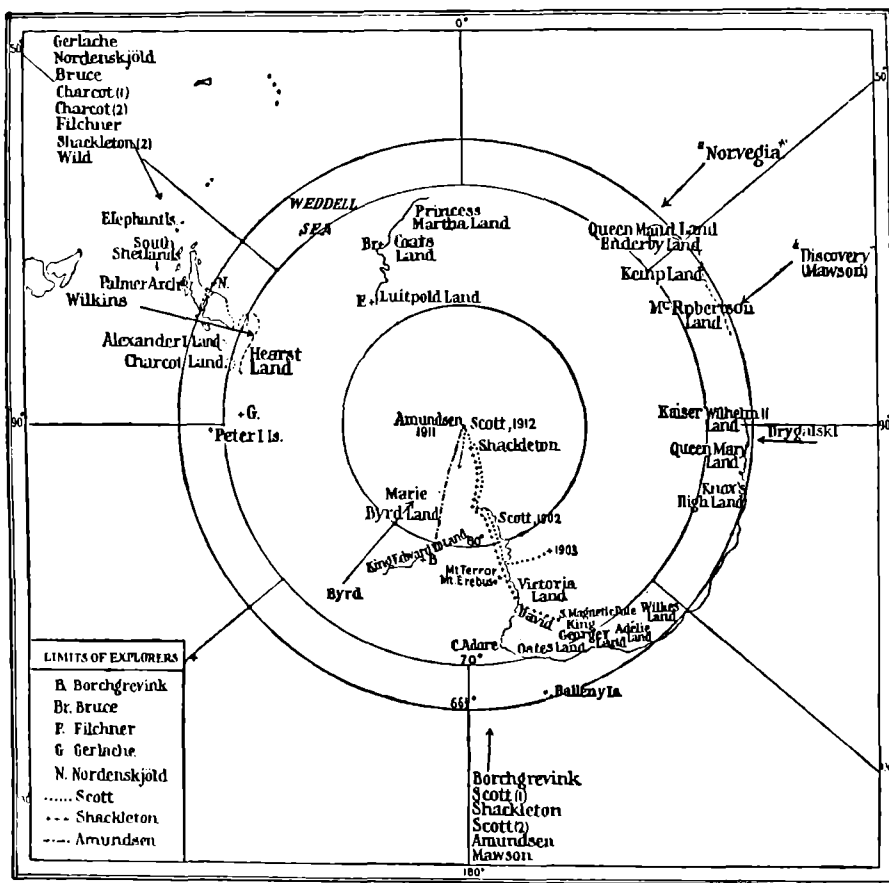 0°
50
50°
Gerlache
Nordenskjöld
Bruce
Charcot (1)
Charcot (2)
Filchner
Shackleton (2)
Wild
"Norvegia"
WEDDELL
SEA
Princess
Martha Land
Br.
Coats
Land
F.
Luitpold Land
Queen Maud Land
Enderby Land
Kemp Land
Discovery
(Mawson)
McRobertson
Land
Elephant Is.
South
Shetlands
Palmer Arch.
N.
Wilkins
Alexander I Land
Charcot Land.
Hearst
Land
G.
Peter I Is.
90°
90°
Kaiser Wilhelm II
Land
Drygalski
Queen Mary
Land
Knox's
High Land
Amundsen
1911
Scott, 1912
Shackleton
Marie
Byrd Land
Scott, 1902
80°
King Edward VII Land
B
1903
Mt Terror
Mt. Erebus
Victoria
Land
Byrd
David
S. Magnetic Pole
King
George V
Land
Adélie
Land
Wilkes
Land
C. Adare
Oates Land
70°
66½°
Balleny Is.
LIMITS OF EXPLORERS
B. Borchgrevink
Br. Bruce
F. Filchner
G Gerlache
N. Nordenskjöld
Scott
Shackleton
Amundsen
Borchgrevink
Scott (1)
Shackleton
Scott (2)
Amundsen
Mawson
180°